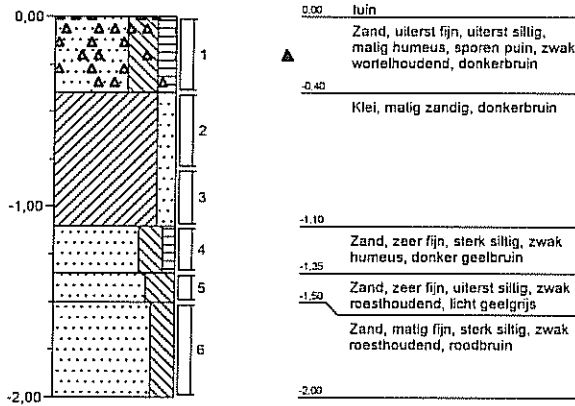 0,00
1
2
-1,00
3
4
5
6
-2,00
0,00 tuin
Zand, uiterst fijn, uiterst siltig,
matig humeus, sporen puin, zwak
wortelhoudend, donkerbruin
-0,40
Klei, matig zandig, donkerbruin
-1,10
Zand, zeer fijn, sterk siltig, zwak
humeus, donker geelbruin
-1,35
Zand, zeer fijn, uiterst siltig, zwak
roesthoudend, licht geelgrijs
-1,50
Zand, matig fijn, sterk siltig, zwak
roesthoudend, roodbruin
-2,00